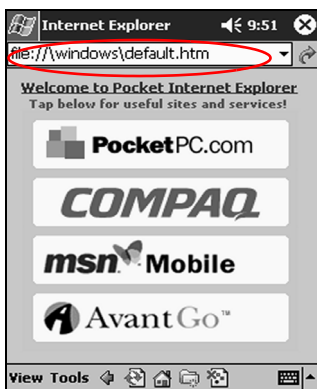 Internet Explorer 9:51
file://\windows\default.htm
Welcome to Pocket Internet Explorer
Tap below for useful sites and services!
PocketPC.com
COMPAQ
msn Mobile
AvantGo™
View Tools